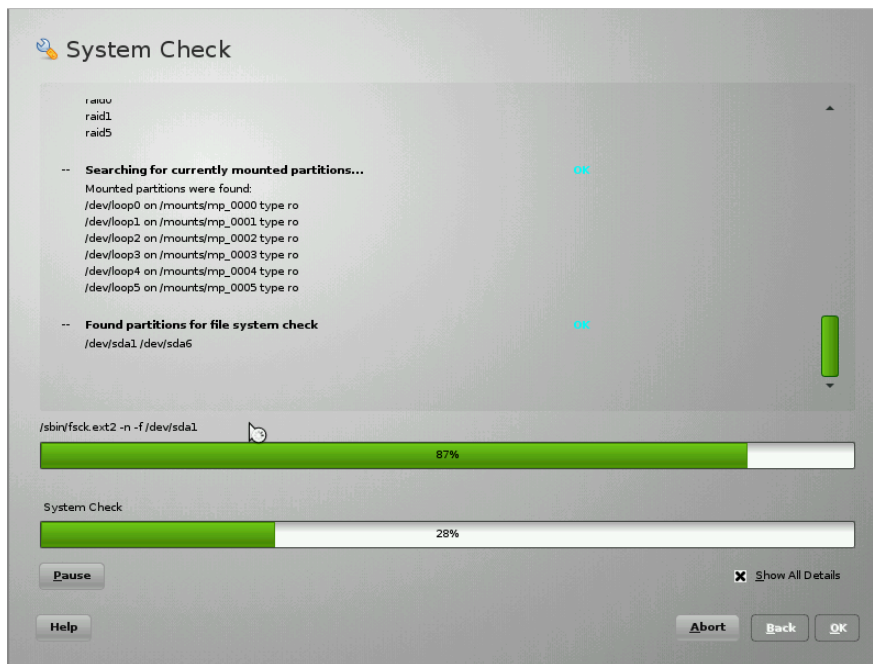 System Check
raid0
raid1
raid5
-- Searching for currently mounted partitions... OK
Mounted partitions were found:
/dev/loop0 on /mounts/mp_0000 type ro
/dev/loop1 on /mounts/mp_0001 type ro
/dev/loop2 on /mounts/mp_0002 type ro
/dev/loop3 on /mounts/mp_0003 type ro
/dev/loop4 on /mounts/mp_0004 type ro
/dev/loop5 on /mounts/mp_0005 type ro
-- Found partitions for file system check OK
/dev/sda1 /dev/sda6
/sbin/fsck.ext2 -n -f /dev/sda1
87%
System Check
28%
Pause
Show All Details
Help
Abort
Back
OK